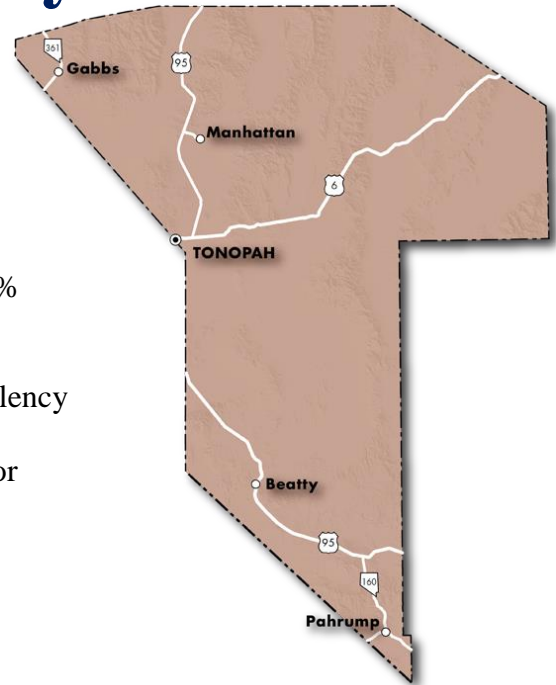 361
Gabbs
95
Manhattan
6
TONOPAH
%
lency
or
Beatty
95
160
Pahrump